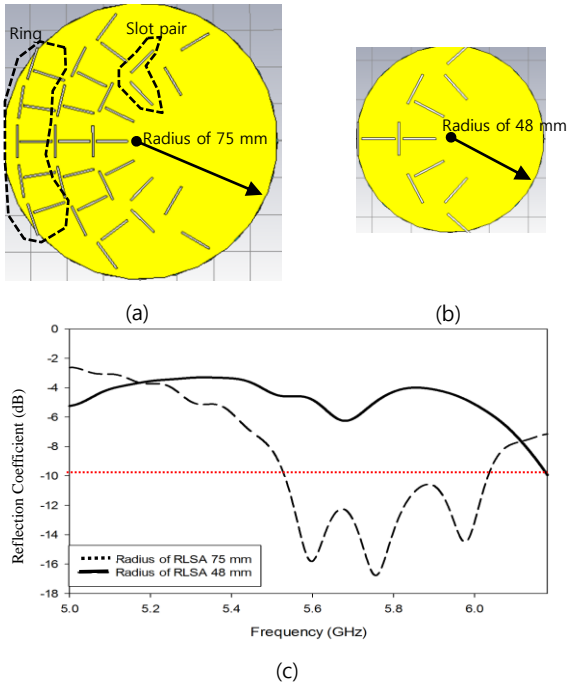 Ring
Slot pair
Radius of 75 mm
Radius of 48 mm
(a)
(b)
Reflection Coefficient (dB)
0
-2
-4
-6
-8
-10
-12
-14
-16
-18
Radius of RLSA 75 mm
Radius of RLSA 48 mm
5.0
5.2
5.4
5.6
5.8
6.0
Frequency (GHz)
(c)